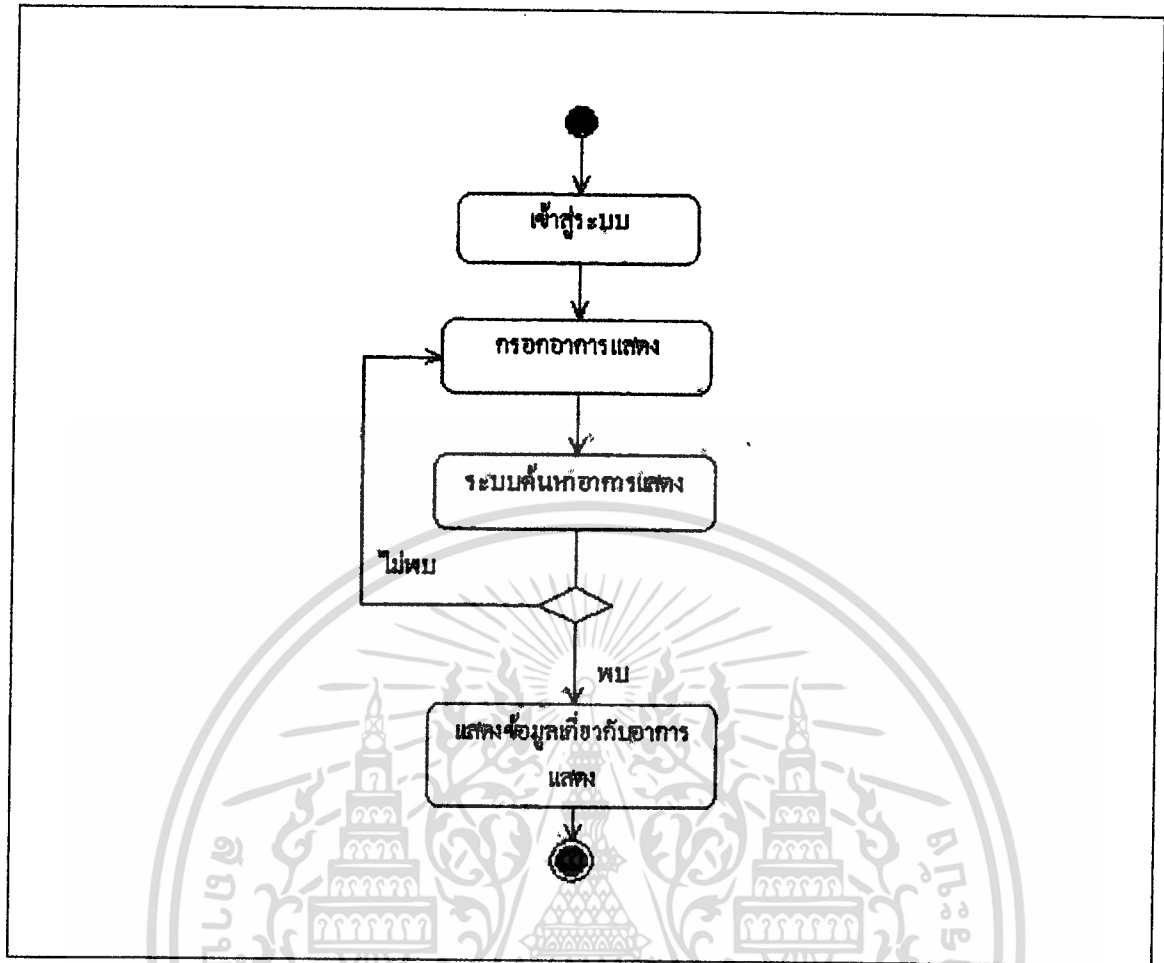 เข้าสู่ระบบ
กรอกอาการแสดง
ระบบค้นหาอาการแสดง
ไม่พบ
พบ
แสดงข้อมูลเกี่ยวกับอาการ
แสดง